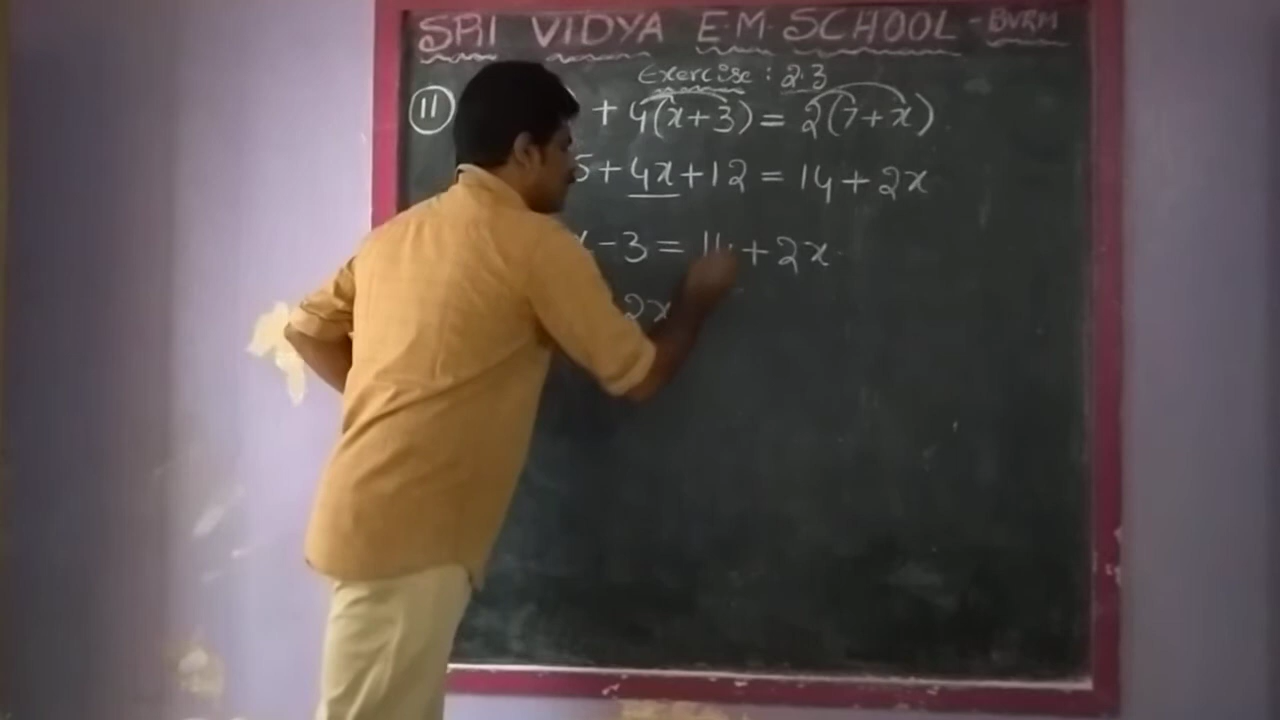 SRI VIDYA E.M. SCHOOL - BVRM
Exercise : 2.3
11 + 4(x+3) = 2(7+x)
5 + 4x + 12 = 14 + 2x
- 3 = 14 + 2x
2x